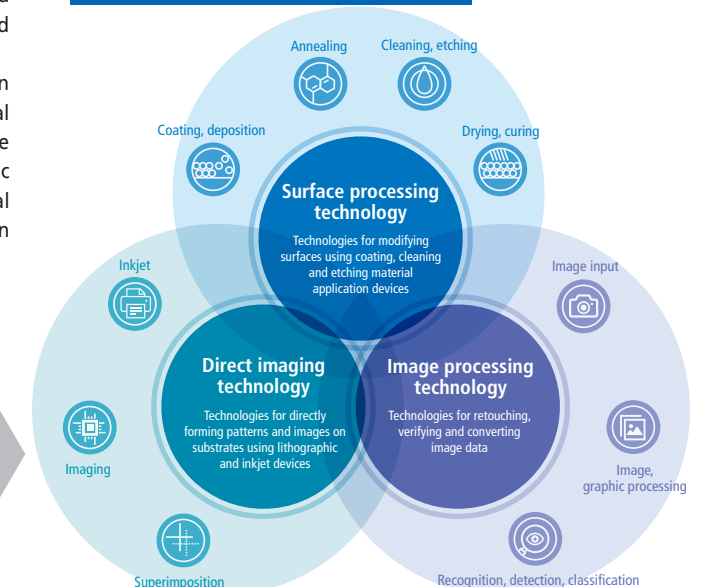 Annealing
Cleaning, etching
Coating, deposition
Drying, curing
Surface processing
technology
Technologies for modifying
surfaces using coating, cleaning
and etching material
application devices
Inkjet
Image input
Direct imaging
technology
Technologies for directly
forming patterns and images on
substrates using lithographic
and inkjet devices
Image processing
technology
Technologies for retouching,
verifying and converting
image data
Imaging
Image,
graphic processing
Superimposition
Recognition, detection, classification